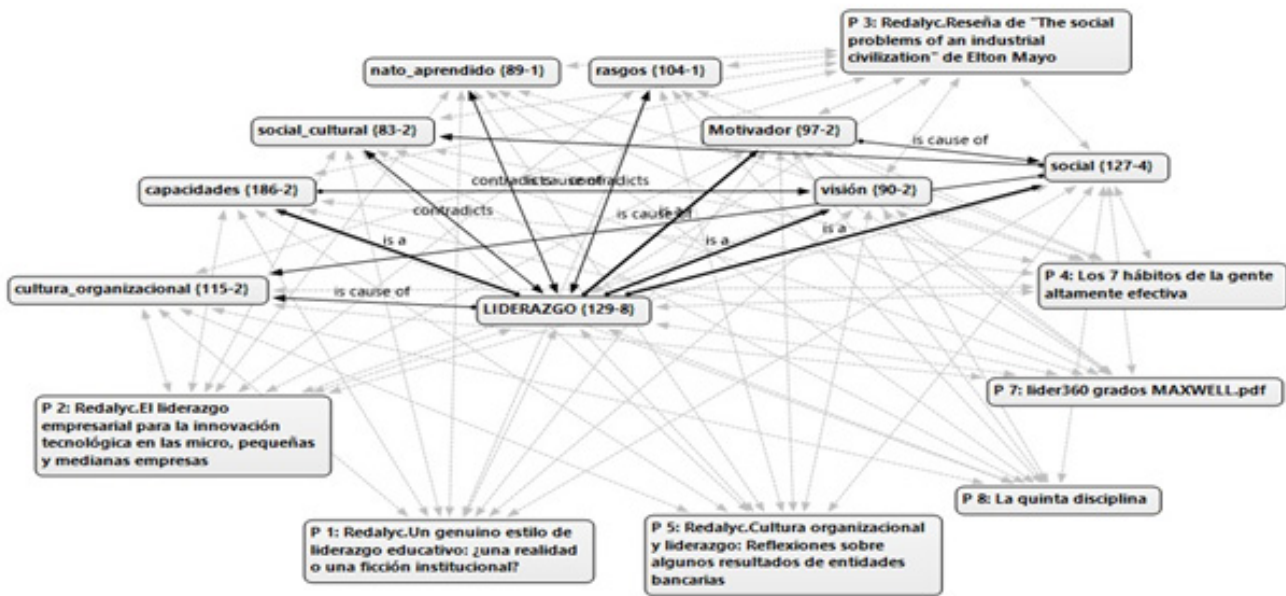 P 3: Redalyc.Reseña de "The social
problems of an industrial
civilization" de Elton Mayo
nato_aprendido {89-1}
rasgos {104-1}
social_cultural {83-2}
Motivador {97-2}
is cause of
social {127-4}
capacidades {186-2}
contradicts
is cause of
contradicts
visión {90-2}
contradicts
is cause of
is a
is a
is a
is a
cultura_organizacional {115-2}
is cause of
LIDERAZGO {129-8}
P 4: Los 7 hábitos de la gente
altamente efectiva
P 7: lider360 grados MAXWELL.pdf
P 2: Redalyc.El liderazgo
empresarial para la innovación
tecnológica en las micro, pequeñas
y medianas empresas
P 8: La quinta disciplina
P 1: Redalyc.Un genuino estilo de
liderazgo educativo: ¿una realidad
o una ficción institucional?
P 5: Redalyc.Cultura organizacional
y liderazgo: Reflexiones sobre
algunos resultados de entidades
bancarias